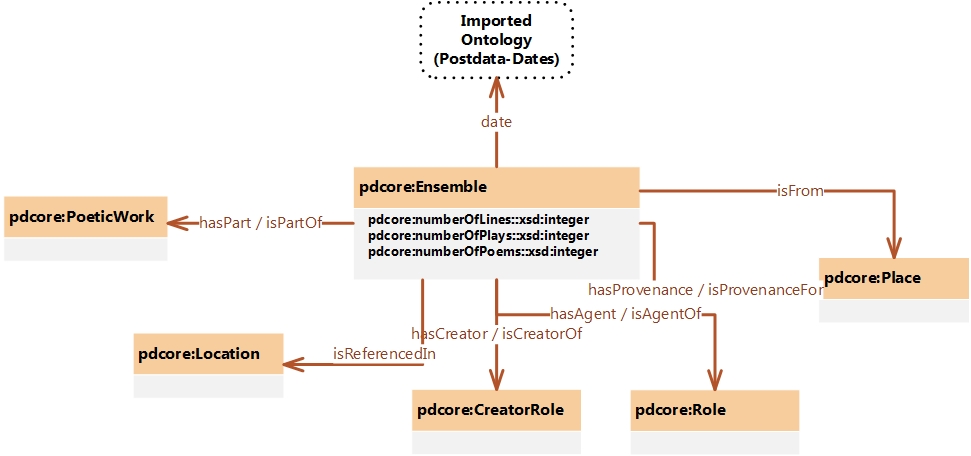 Imported
Ontology
(Postdata-Dates)
date
pdcore:Ensemble
pdcore:numberOfLines::xsd:integer
pdcore:numberOfPlays::xsd:integer
pdcore:numberOfPoems::xsd:integer
isFrom
pdcore:PoeticWork
hasPart / isPartOf
pdcore:Place
hasProvenance / isProvenanceFor
hasAgent / isAgentOf
hasCreator / isCreatorOf
pdcore:Location
isReferencedIn
pdcore:CreatorRole
pdcore:Role